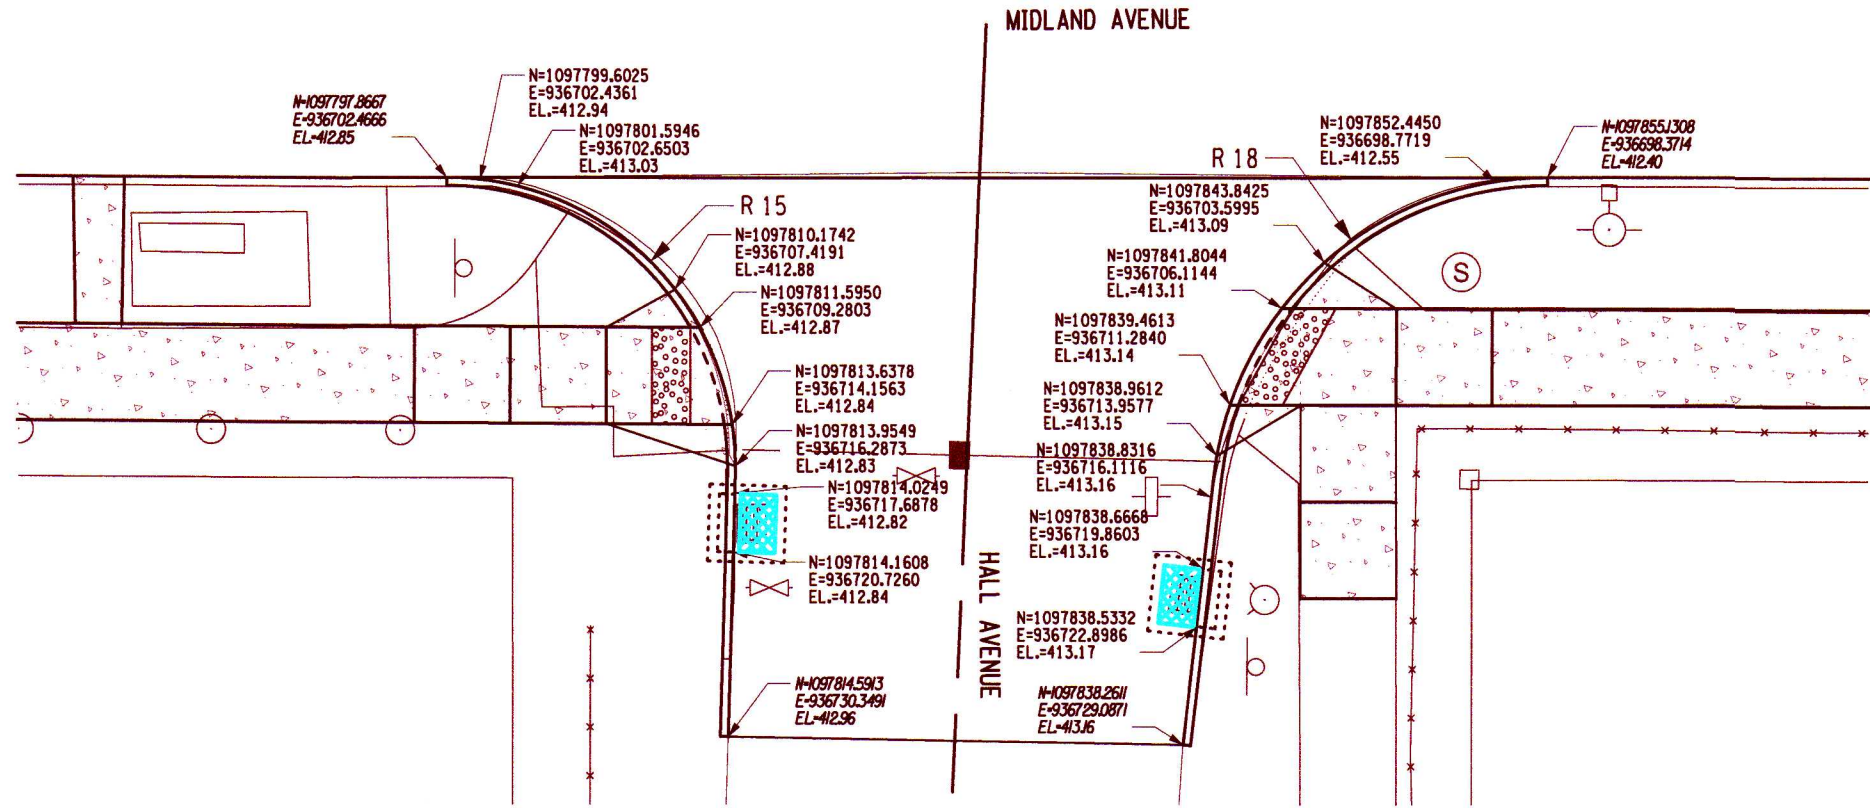 MIDLAND AVENUE
N=1097799.6025
E=936702.4361
EL.=412.94
N=1097797.8667
E=936702.4666
EL=412.85
N=1097801.5946
E=936702.6503
EL.=413.03
R 15
N=1097810.1742
E=936707.4191
EL.=412.88
N=1097811.5950
E=936709.2803
EL.=412.87
N=1097813.6378
E=936714.1563
EL.=412.84
N=1097813.9549
E=936716.2873
EL.=412.83
N=1097814.0249
E=936717.6878
EL.=412.82
N=1097814.1608
E=936720.7260
EL.=412.84
N=1097814.5913
E=936730.3491
EL=412.96
HALL AVENUE
N=1097852.4450
E=936698.7719
EL.=412.55
N=1097855.1308
E=936698.3714
EL=412.40
R 18
N=1097843.8425
E=936703.5995
EL.=413.09
N=1097841.8044
E=936706.1144
EL.=413.11
S
N=1097839.4613
E=936711.2840
EL.=413.14
N=1097838.9612
E=936713.9577
EL.=413.15
N=1097838.8316
E=936716.1116
EL.=413.16
N=1097838.6668
E=936719.8603
EL.=413.16
N=1097838.5332
E=936722.8986
EL.=413.17
N=1097838.2611
E=936729.0871
EL=413.16